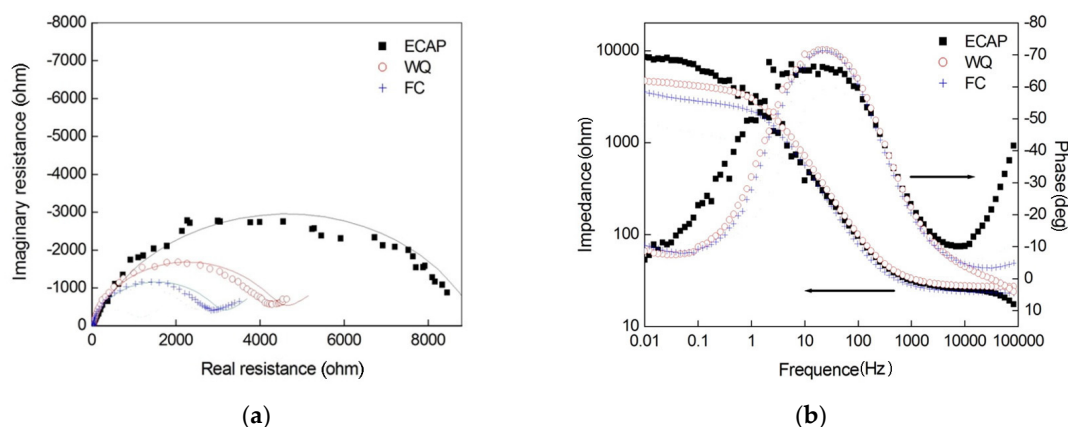 -8000
-7000
-6000
-5000
-4000
-3000
-2000
-1000
0
Imaginary resistance (ohm)
ECAP
WQ
FC
0 2000 4000 6000 8000
Real resistance (ohm)
(a)
10000
1000
100
10
Impedance (ohm)
ECAP
WQ
FC
-80
-70
-60
-50
-40
-30
-20
-10
0
10
Phase (deg)
0.01 0.1 1 10 100 1000 10000 100000
Frequence(Hz)
(b)